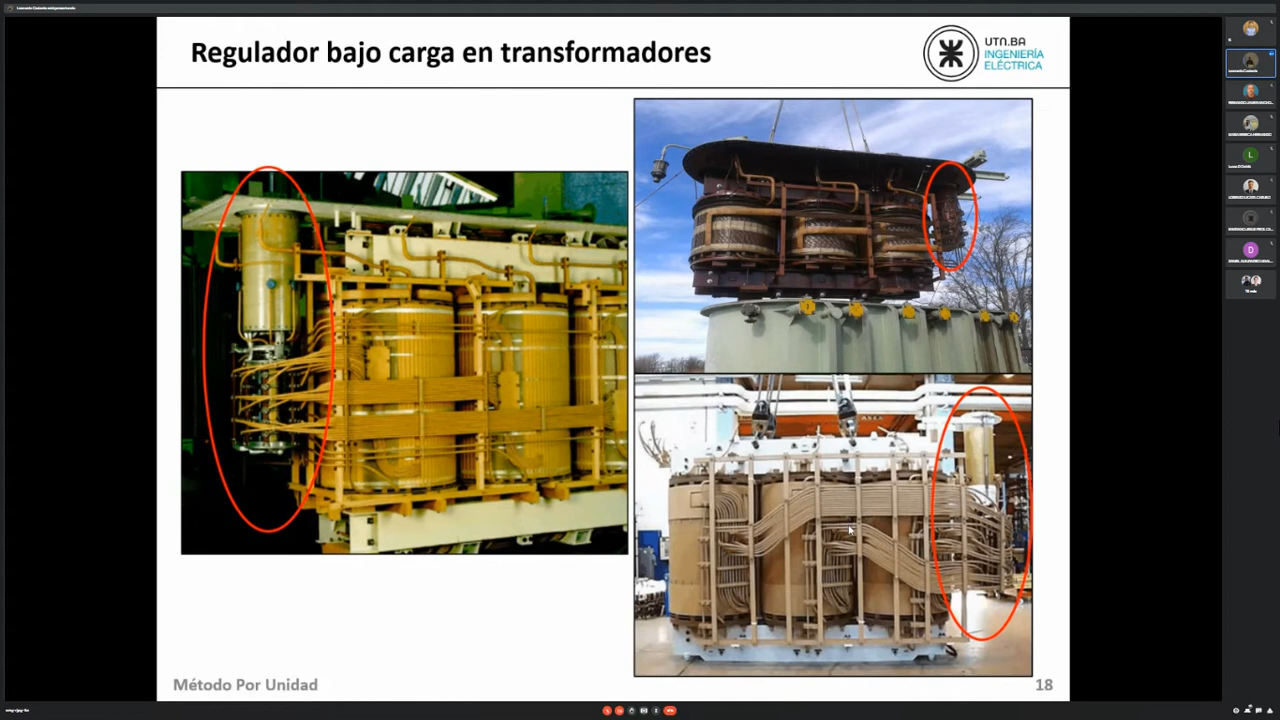 Regulador bajo carga en transformadores
UTN.BA
INGENIERÍA
ELÉCTRICA
Método Por Unidad
18